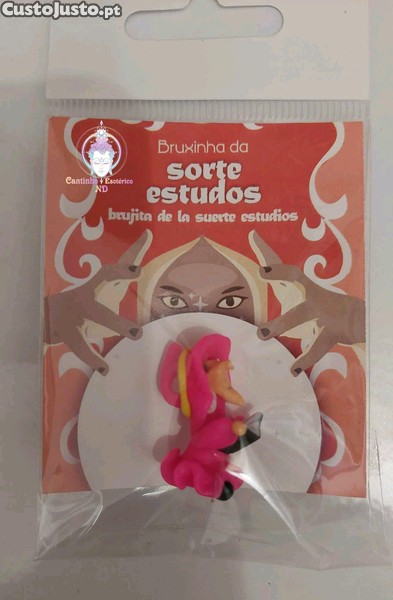 CustoJusto.pt
Cantinho Esotérico
ND
Bruxinha da
sorte
estudos
brujita de la suerte estudios